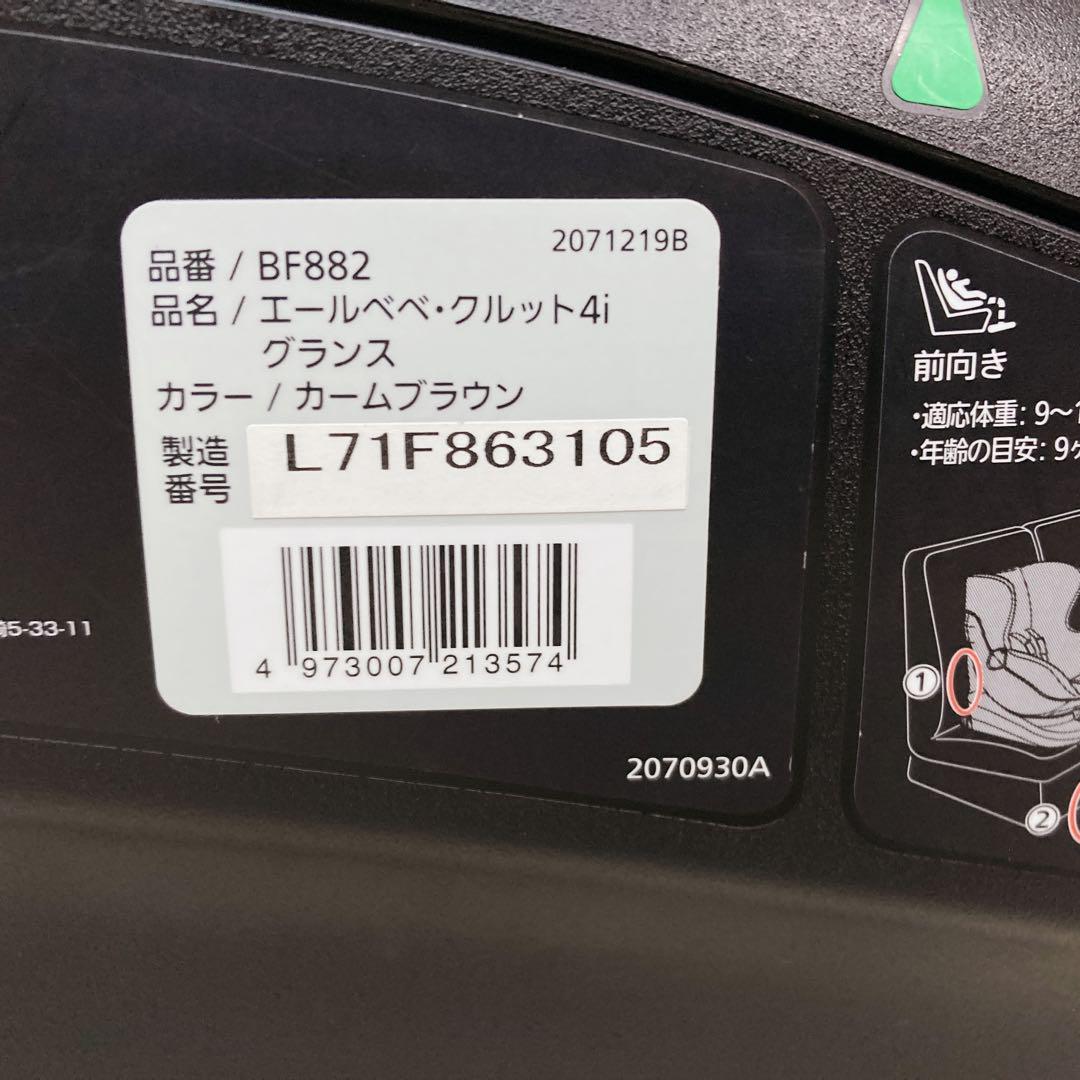 2071219B
品番 / BF882
品名 / エールベベ・クルット4i
グランス
カラー / カームブラウン
製造
番号
L71F863105
4 973007 213574
5-33-11
2070930A
前向き
・適応体重: 9〜1
・年齢の目安: 9ヶ
①
②